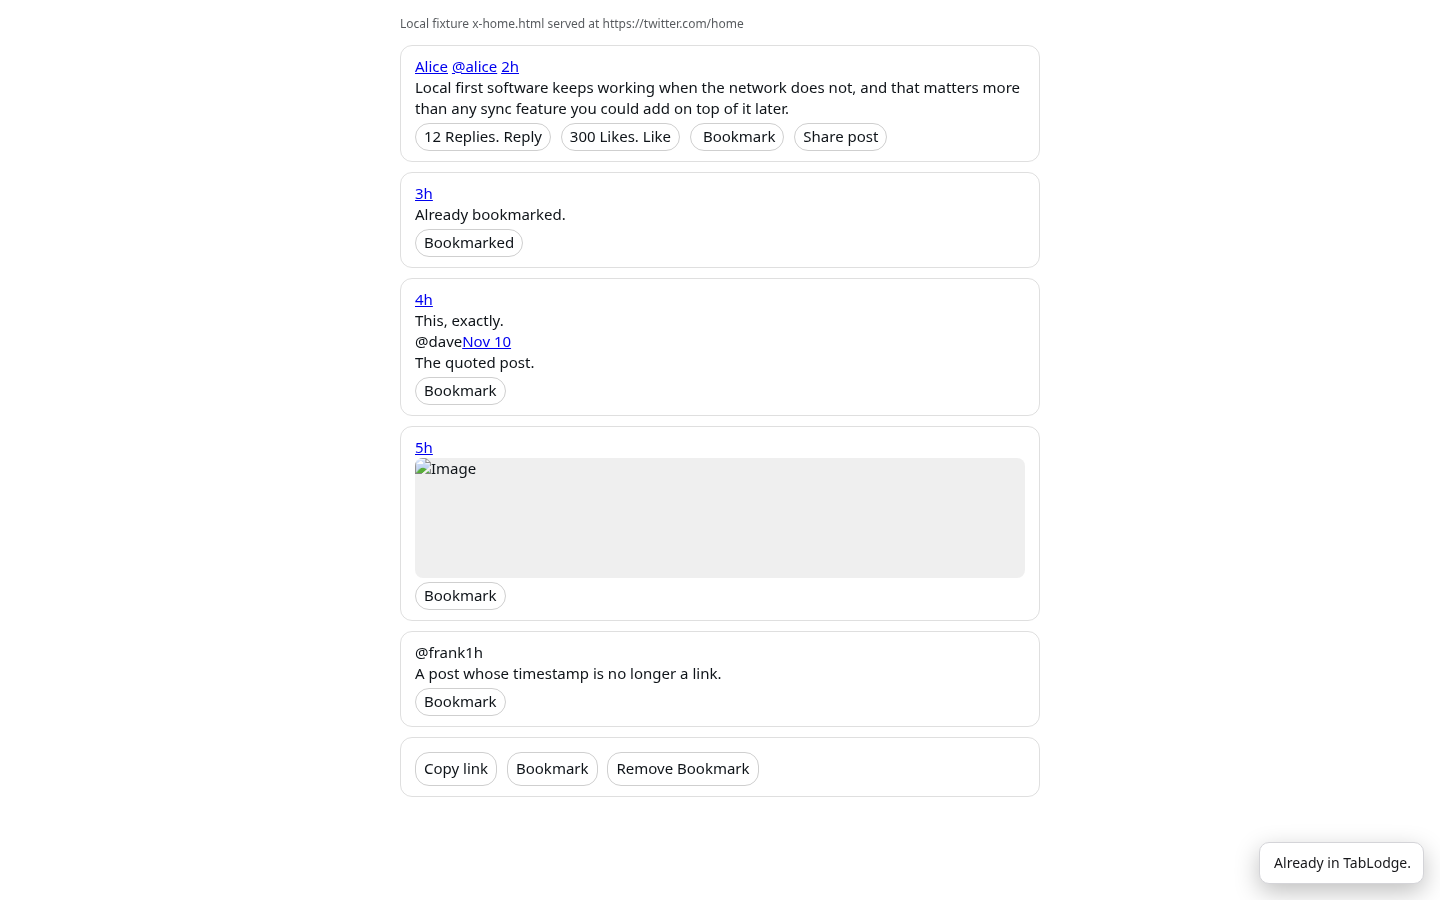 Local fixture x-home.html served at https://twitter.com/home
Alice @alice 2h
Local first software keeps working when the network does not, and that matters more
than any sync feature you could add on top of it later.
12 Replies. Reply 300 Likes. Like Bookmark Share post
3h
Already bookmarked.
Bookmarked
4h
This, exactly.
@daveNov 10
The quoted post.
Bookmark
5h
Image
Bookmark
@frank1h
A post whose timestamp is no longer a link.
Bookmark
Copy link Bookmark Remove Bookmark
Already in TabLodge.